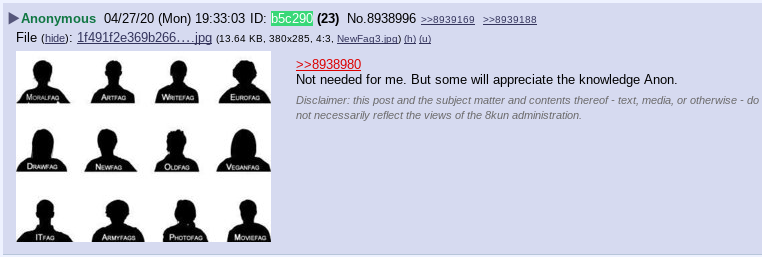 ▶Anonymous 04/27/20 (Mon) 19:33:03 ID: b5c290 (23) No.8938996 >>8939169 >>8939188
File (hide): 1f491f2e369b266….jpg (13.64 KB, 380x285, 4:3, NewFag3.jpg) (h) (u)
>>8938980
Not needed for me. But some will appreciate the knowledge Anon.
Disclaimer: this post and the subject matter and contents thereof - text, media, or otherwise - do
not necessarily reflect the views of the 8kun administration.
MORALFAG ARTFAG WRITEFAG EUROFAG
DRAWFAG NEWFAG OLDFAG VEGANFAG
ITFAG ARMYFAGS PHOTOFAG MOVIEFAG